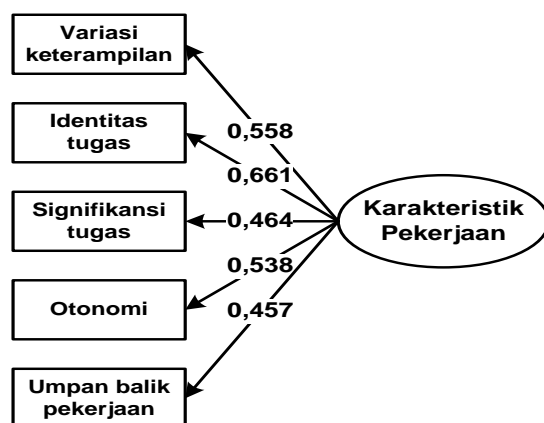 Variasi
keterampilan
0,558
Identitas
tugas
0,661
Signifikansi
tugas
0,464
Karakteristik
Pekerjaan
0,538
Otonomi
0,457
Umpan balik
pekerjaan